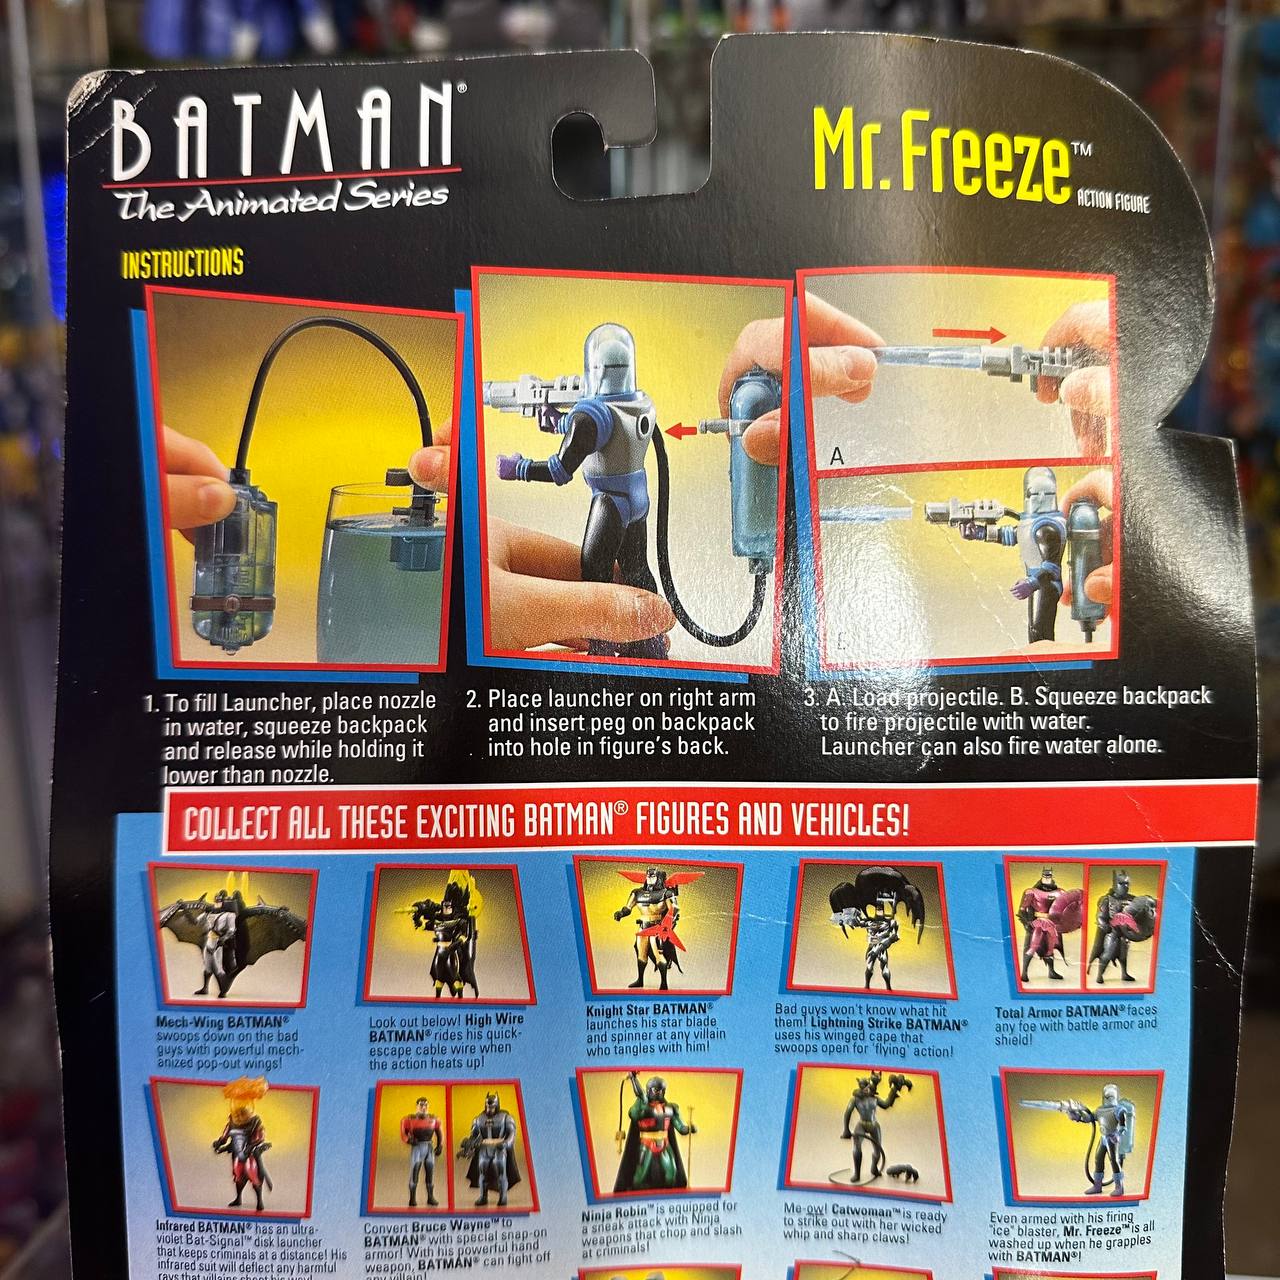 BATMAN®
The Animated Series
Mr. Freeze™
ACTION FIGURE
INSTRUCTIONS
A
1. To fill Launcher, place nozzle
in water, squeeze backpack
and release while holding it
lower than nozzle.
2. Place launcher on right arm
and insert peg on backpack
into hole in figure's back.
3. A. Load projectile. B. Squeeze backpack
to fire projectile with water.
Launcher can also fire water alone.
COLLECT ALL THESE EXCITING BATMAN® FIGURES AND VEHICLES!
Mech-Wing BATMAN®
swoops down on the bad
guys with powerful mech-
anized pop-out wings!
Look out below! High Wire
BATMAN® rides his quick-
escape cable wire when
the action heats up!
Knight Star BATMAN®
launches his star blade
and spinner at any villain
who tangles with him!
Bad guys won't know what hit
them! Lightning Strike BATMAN®
uses his winged cape that
swoops open for 'flying' action!
Total Armor BATMAN® faces
any foe with battle armor and
shield!
Infrared BATMAN® has an ultra-
violet Bat-Signal™ disk launcher
that keeps criminals at a distance! His
infrared suit will deflect any harmful
rays that villains shoot his way!
Convert Bruce Wayne™ to
BATMAN® with special snap-on
armor! With his powerful hand
weapon, BATMAN® can fight off
any villain!
Ninja Robin™ is equipped for
a sneak attack with Ninja
weapons that chop and slash
at criminals!
Me-ow! Catwoman™ is ready
to strike out with her wicked
whip and sharp claws!
Even armed with his firing
"ice" blaster, Mr. Freeze™ is all
washed up when he grapples
with BATMAN®!